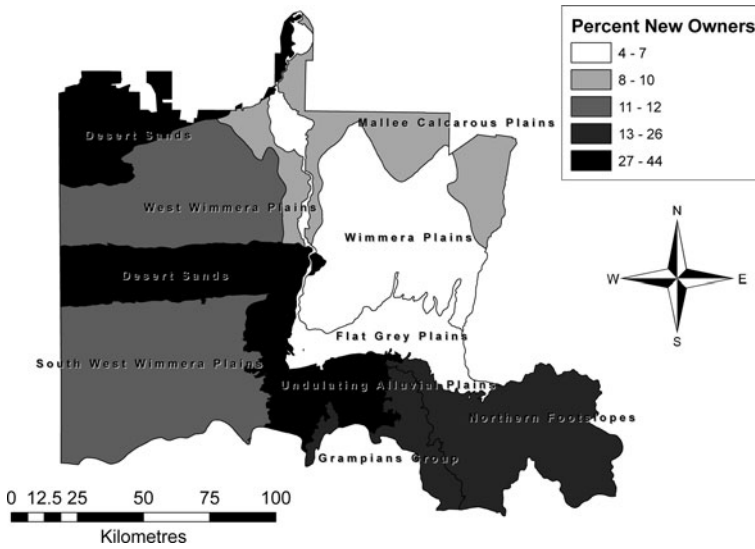 Percent New Owners
4 - 7
8 - 10
11 - 12
13 - 26
27 - 44
Mallee Calcarous Plains
Desert Sands
West Wimmera Plains
Wimmera Plains
N
W E
S
Desert Sands
Flat Grey Plains
South West Wimmera Plains
Undulating Alluvial Plains
Northern Footslopes
Grampians Group
0 12.5 25 50 75 100
Kilometres